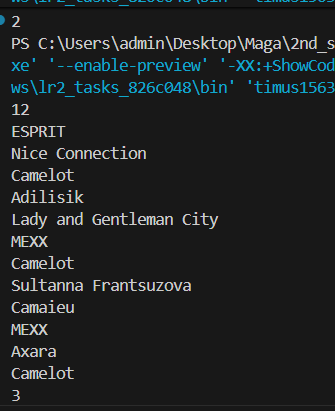 2
PS C:\Users\admin\Desktop\Maga\2nd_s
xe' '--enable-preview' '-XX:+ShowCod
ws\lr2_tasks_826c048\bin' 'timus1563
12
ESPRIT
Nice Connection
Camelot
Adilisik
Lady and Gentleman City
MEXX
Camelot
Sultanna Frantsuzova
Camaieu
MEXX
Axara
Camelot
3